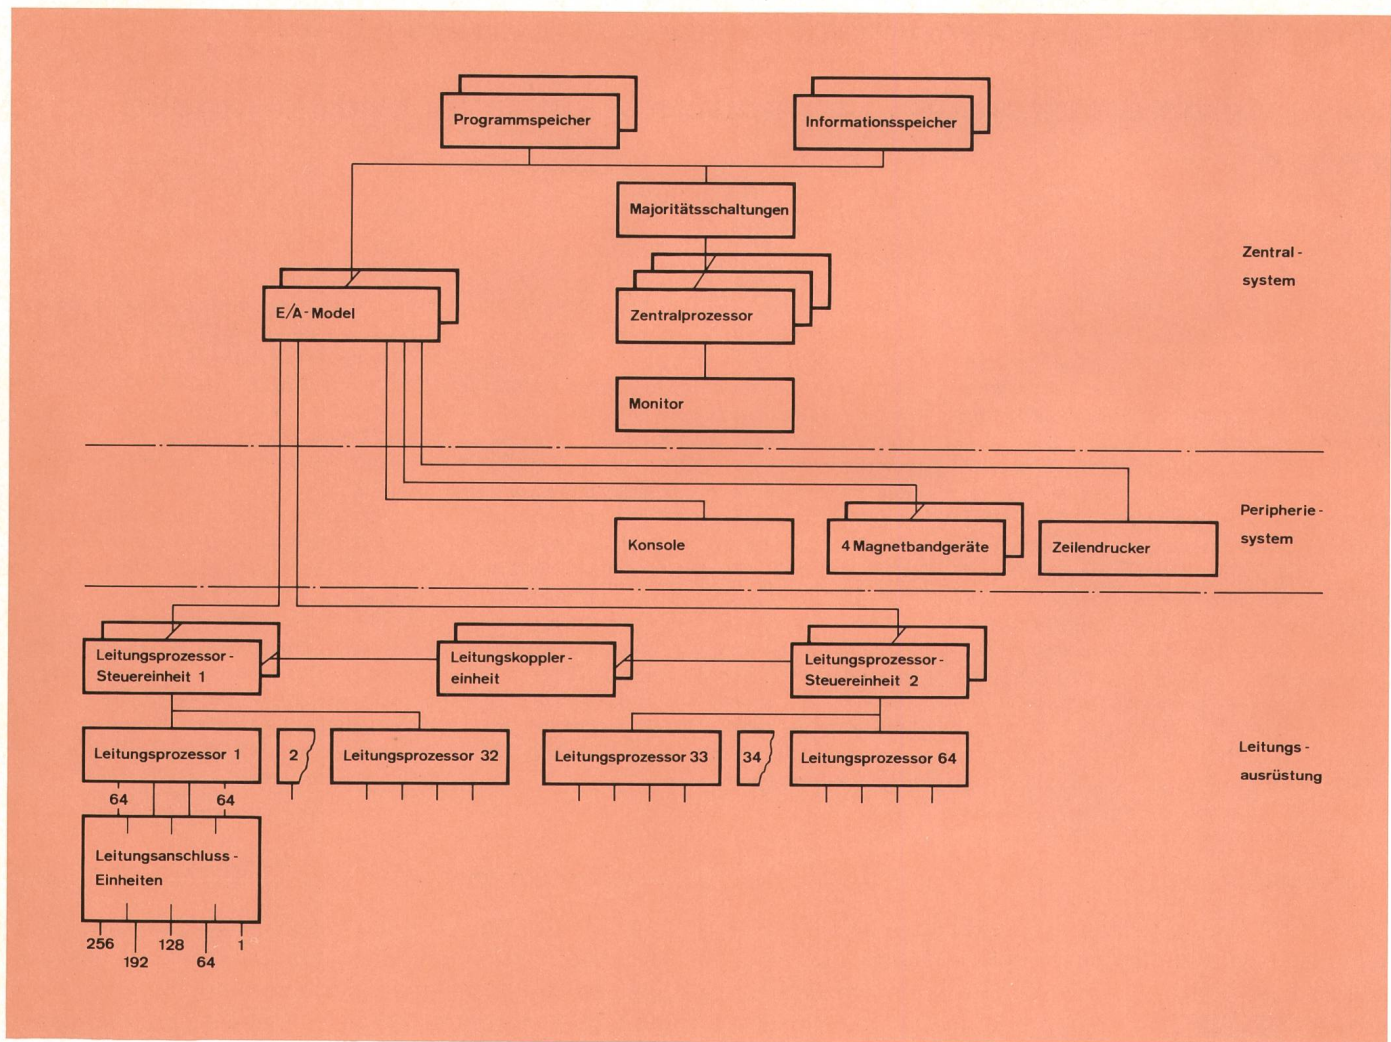 Programmspeicher
Informationsspeicher
Majoritätsschaltungen
Zentral-
system
E/A-Model
Zentralprozessor
Monitor
Peripherie-
system
Konsole
4 Magnetbandgeräte
Zeilendrucker
Leitungsprozessor-
Steuereinheit 1
Leitungskoppler-
einheit
Leitungsprozessor-
Steuereinheit 2
Leitungsprozessor 1
2
Leitungsprozessor 32
Leitungsprozessor 33
34
Leitungsprozessor 64
Leitungs-
ausrüstung
64
64
Leitungsanschluss-
Einheiten
256
192
128
64
1